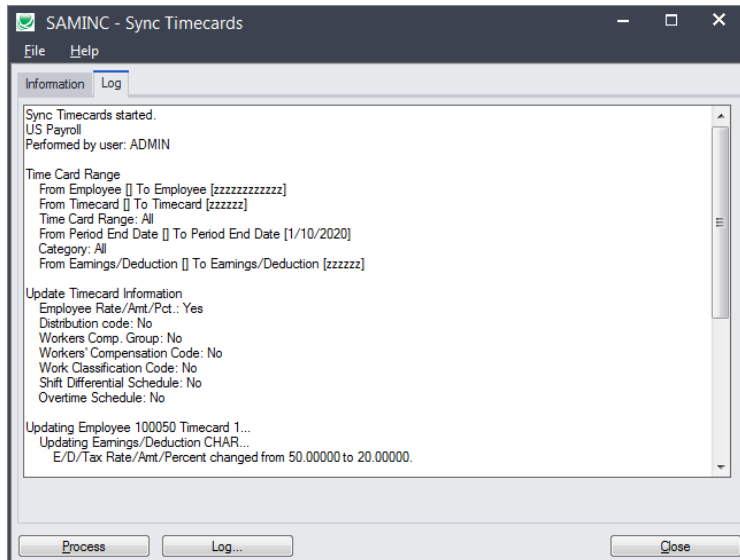 SAMINC - Sync Timecards
File Help
Information Log
Sync Timecards started.
US Payroll
Performed by user: ADMIN
Time Card Range
From Employee [] To Employee [zzzzzzzzzzzz]
From Timecard [] To Timecard [zzzzzz]
Time Card Range: All
From Period End Date [] To Period End Date [1/10/2020]
Category: All
From Earnings/Deduction [] To Earnings/Deduction [zzzzzz]
Update Timecard Information
Employee Rate/Amt/Pct.: Yes
Distribution code: No
Workers Comp. Group: No
Workers' Compensation Code: No
Work Classification Code: No
Shift Differential Schedule: No
Overtime Schedule: No
Updating Employee 100050 Timecard 1...
Updating Earnings/Deduction CHAR...
E/D/Tax Rate/Amt/Percent changed from 50.00000 to 20.00000.
Process Log... Close